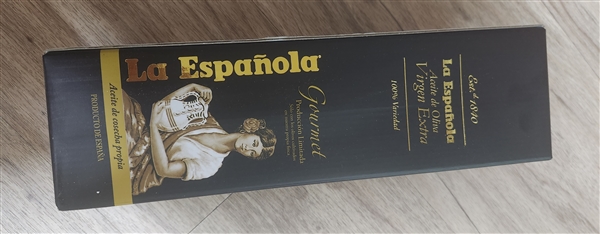 La Española
Gourmet
Producción Limitada
Aceite de cosecha propia
PRODUCTO DE ESPAÑA
Est.d 1840
La Española
Aceite de Oliva
Virgen Extra
100% Variedad